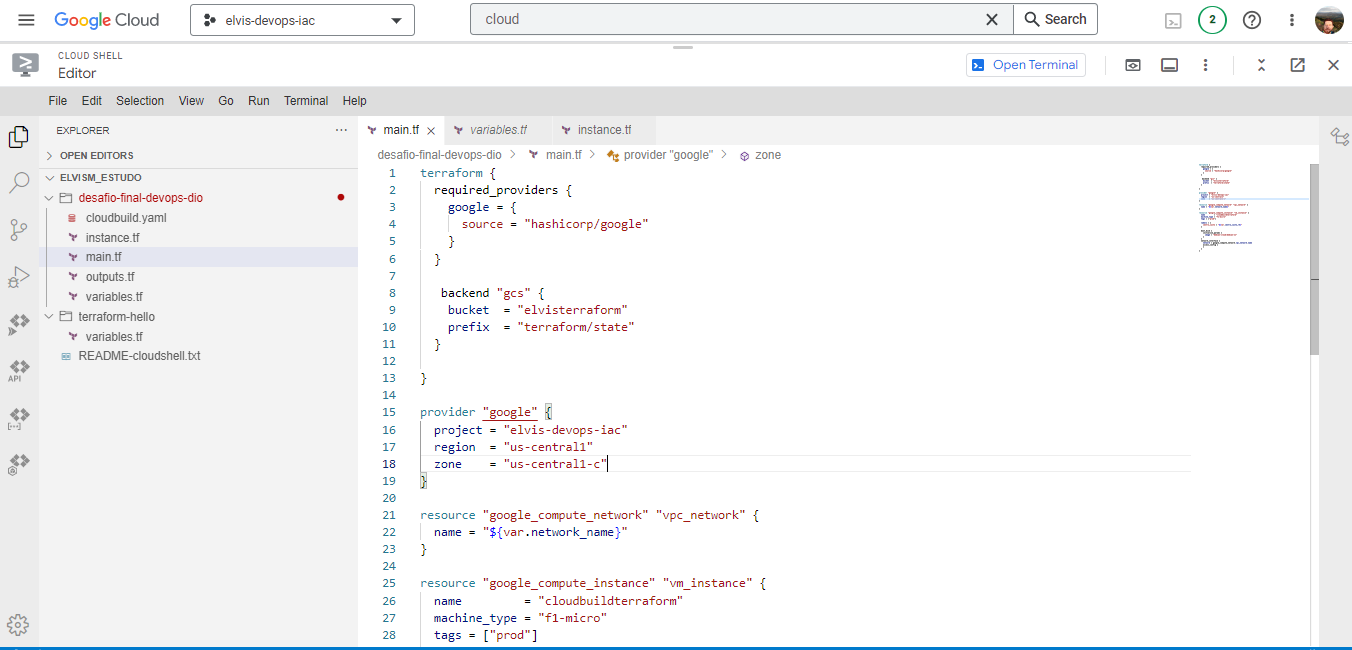 Google Cloud
elvis-devops-iac
cloud
Search
2
CLOUD SHELL
Editor
Open Terminal
File Edit Selection View Go Run Terminal Help
EXPLORER
OPEN EDITORS
ELVISM_ESTUDO
desafio-final-devops-dio
cloudbuild.yaml
instance.tf
main.tf
outputs.tf
variables.tf
terraform-hello
variables.tf
README-cloudshell.txt
API
main.tf variables.tf instance.tf
desafio-final-devops-dio > main.tf > provider "google" > zone
1 terraform {
2 required_providers {
3 google = {
4 source = "hashicorp/google"
5 }
6 }
7
8 backend "gcs" {
9 bucket = "elvisterraform"
10 prefix = "terraform/state"
11 }
12
13 }
14
15 provider "google" {
16 project = "elvis-devops-iac"
17 region = "us-central1"
18 zone = "us-central1-c"
19 }
20
21 resource "google_compute_network" "vpc_network" {
22 name = "${var.network_name}"
23 }
24
25 resource "google_compute_instance" "vm_instance" {
26 name = "cloudbuildterraform"
27 machine_type = "f1-micro"
28 tags = ["prod"]